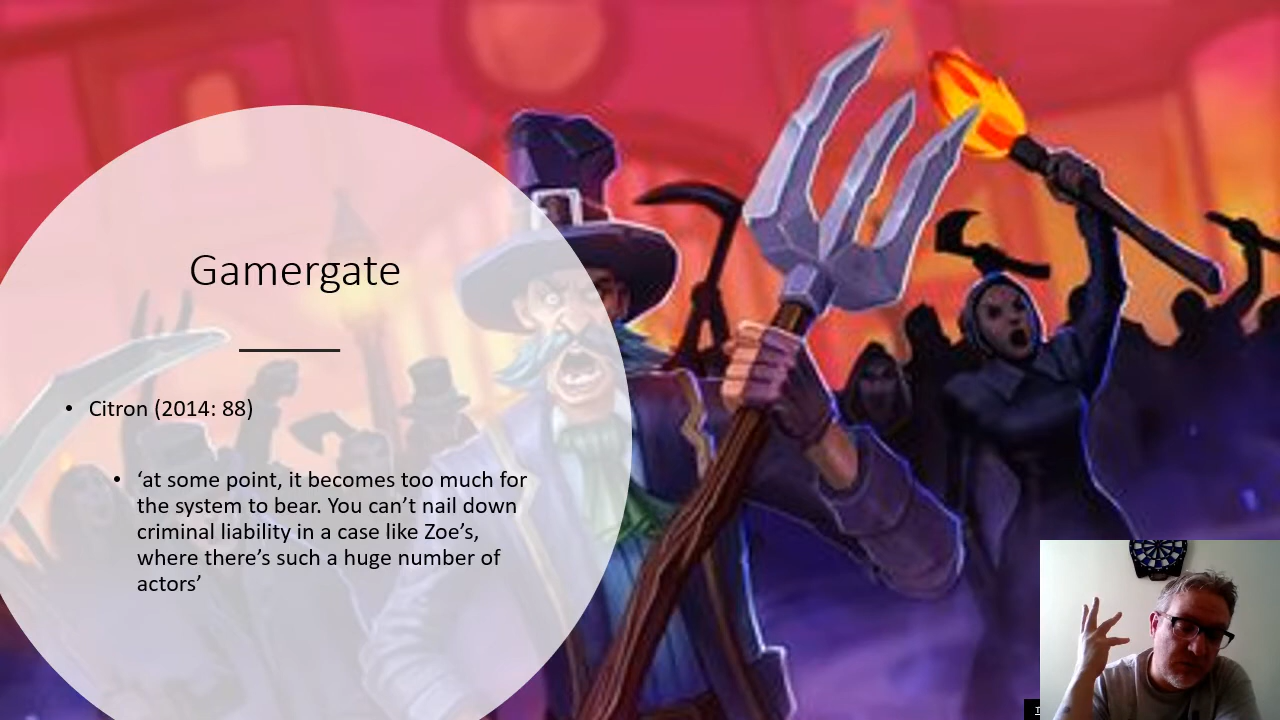 Gamergate
• Citron (2014: 88)
• ‘at some point, it becomes too much for
the system to bear. You can’t nail down
criminal liability in a case like Zoe’s,
where there’s such a huge number of
actors’